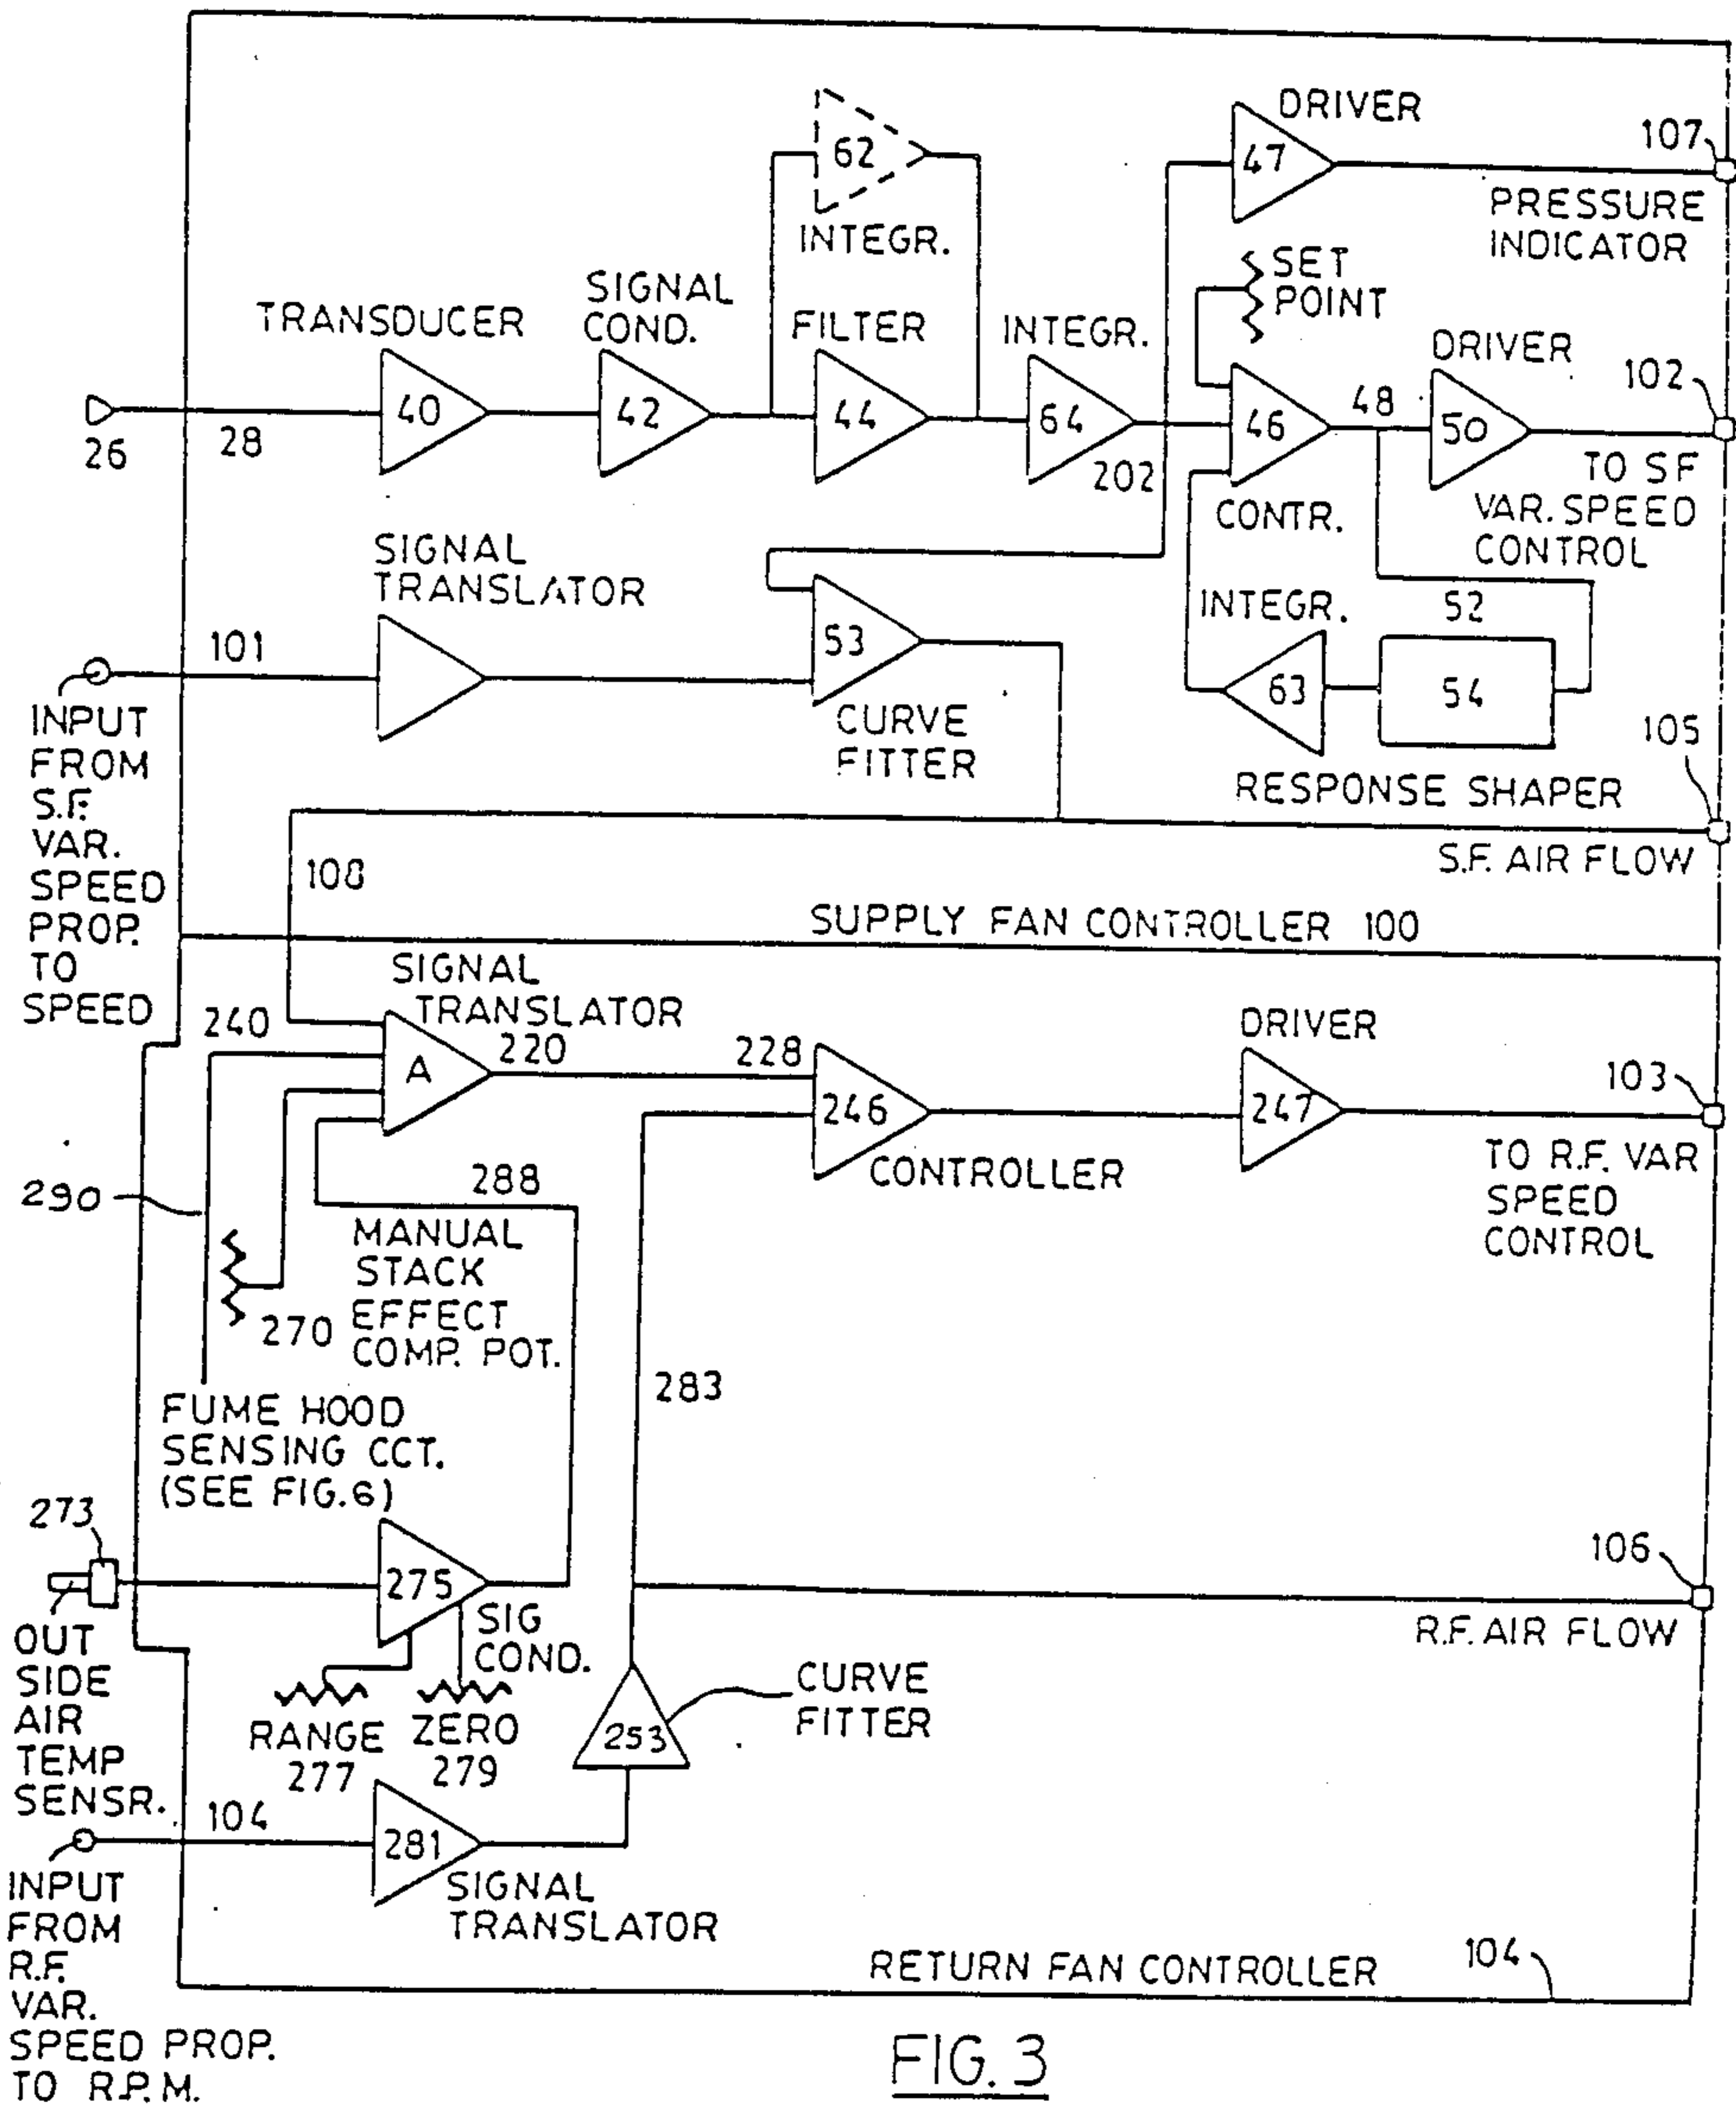 DRIVER
107
62
47
INTEGR.
PRESSURE
INDICATOR
SET
POINT
SIGNAL
COND.
TRANSDUCER
FILTER
INTEGR.
DRIVER
102
40
42
44
64
46
48
50
26
28
202
TO SF
VAR. SPEED
CONTROL
CONTR.
SIGNAL
TRANSLATOR
INTEGR.
52
101
53
63
54
INPUT
FROM
S.F.
VAR.
SPEED
PROP.
TO
SPEED
CURVE
FITTER
105
RESPONSE SHAPER
S.F. AIR FLOW
108
SUPPLY FAN CONTROLLER 100
SIGNAL
TRANSLATOR
240
A
220
228
DRIVER
103
246
247
CONTROLLER
TO R.F. VAR
SPEED
CONTROL
290
288
MANUAL
STACK
EFFECT
COMP. POT.
270
283
FUME HOOD
SENSING CCT.
(SEE FIG.6)
273
275
106
SIG
COND.
R.F. AIR FLOW
OUT
SIDE
AIR
TEMP
SENSR.
RANGE
277
ZERO
279
253
CURVE
FITTER
104
281
SIGNAL
TRANSLATOR
INPUT
FROM
R.F.
VAR.
SPEED PROP.
TO R.P.M.
RETURN FAN CONTROLLER
104
FIG. 3